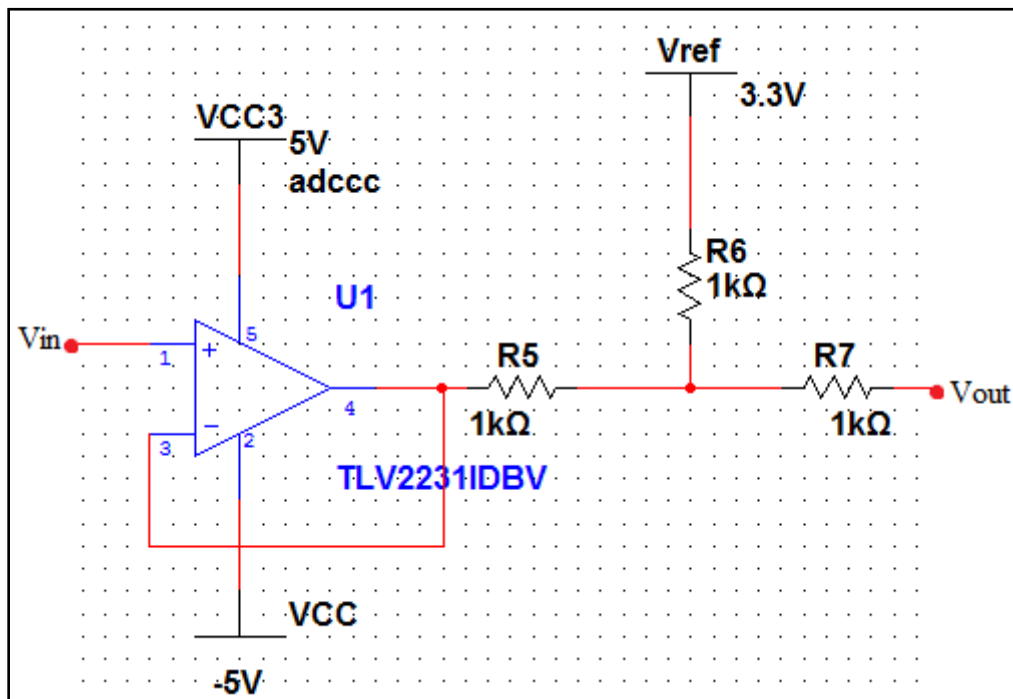 Vref
3.3V
VCC3
5V
adccc
R6
1kΩ
U1
Vin
1
+
5
R5
R7
4
Vout
1kΩ
1kΩ
3
−
2
TLV2231IDBV
VCC
-5V